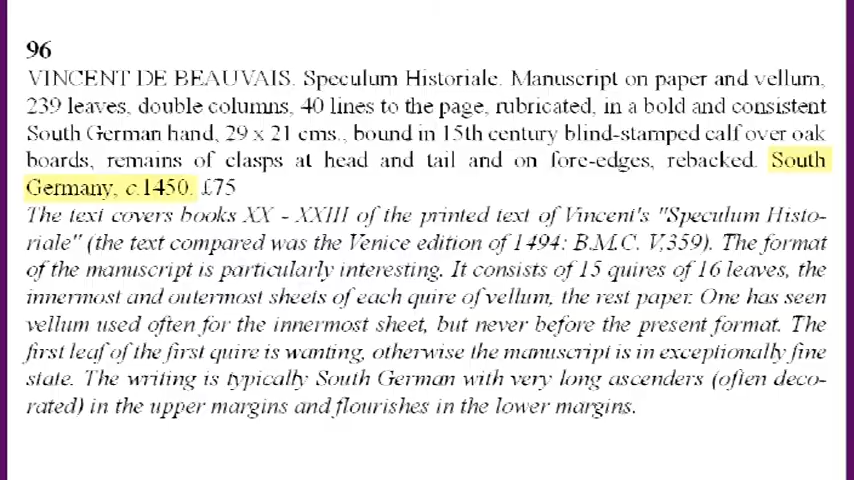 96
VINCENT DE BEAUVAIS. Speculum Historiale. Manuscript on paper and vellum,
239 leaves, double columns, 40 lines to the page, rubricated, in a bold and consistent
South German hand, 29 x 21 cms., bound in 15th century blind-stamped calf over oak
boards, remains of clasps at head and tail and on fore-edges, rebacked. South
Germany, c.1450. £75
The text covers books XX - XXIII of the printed text of Vincent's "Speculum Histo-
riale" (the text compared was the Venice edition of 1494: B.M.C. V,359). The format
of the manuscript is particularly interesting. It consists of 15 quires of 16 leaves, the
innermost and outermost sheets of each quire of vellum, the rest paper. One has seen
vellum used often for the innermost sheet, but never before the present format. The
first leaf of the first quire is wanting, otherwise the manuscript is in exceptionally fine
state. The writing is typically South German with very long ascenders (often deco-
rated) in the upper margins and flourishes in the lower margins.